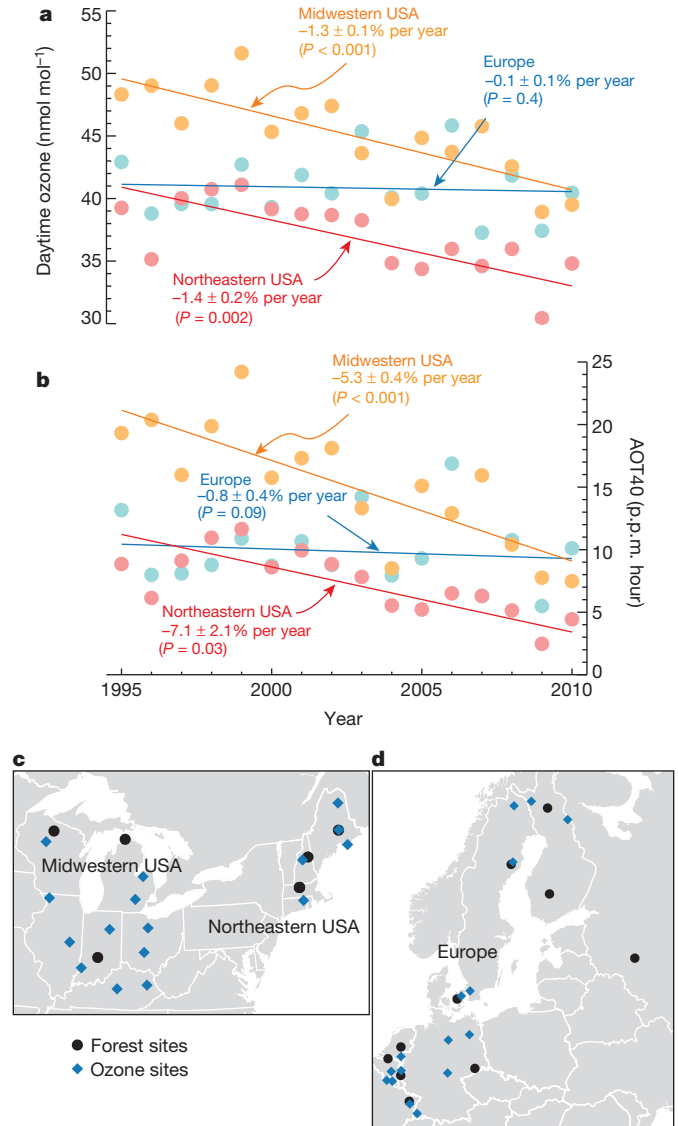 a
55
50
45
40
35
30
Daytime ozone (nmol mol⁻¹)
Midwestern USA
–1.3 ± 0.1% per year
(P < 0.001)
Europe
–0.1 ± 0.1% per year
(P = 0.4)
Northeastern USA
–1.4 ± 0.2% per year
(P = 0.002)
b
Midwestern USA
–5.3 ± 0.4% per year
(P < 0.001)
Europe
–0.8 ± 0.4% per year
(P = 0.09)
Northeastern USA
–7.1 ± 2.1% per year
(P = 0.03)
25
20
15
10
5
0
AOT40 (p.p.m. hour)
1995
2000
2005
2010
Year
c
Midwestern USA
Northeastern USA
Forest sites
Ozone sites
d
Europe